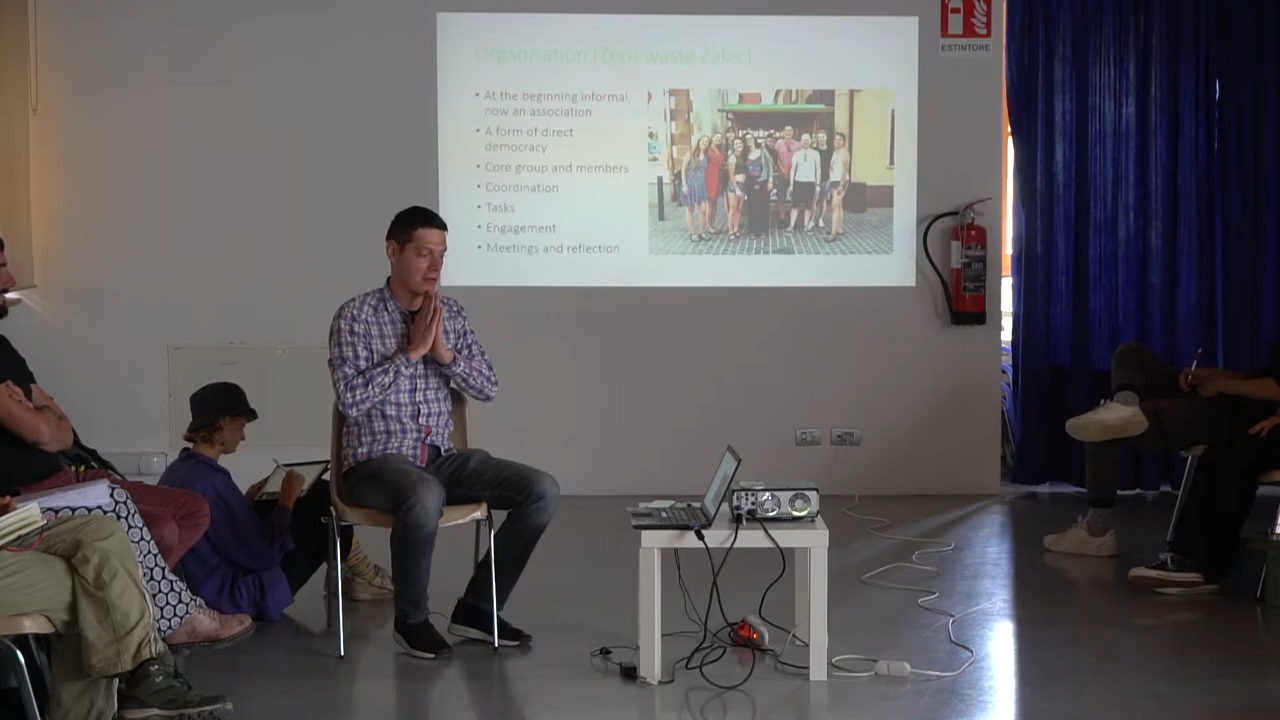 Organisation (Zero waste Žalec)
• At the beginning informal,
now an association
• A form of direct
democracy
• Core group and members
• Coordination
• Tasks
• Engagement
• Meetings and reflection
ESTINTORE